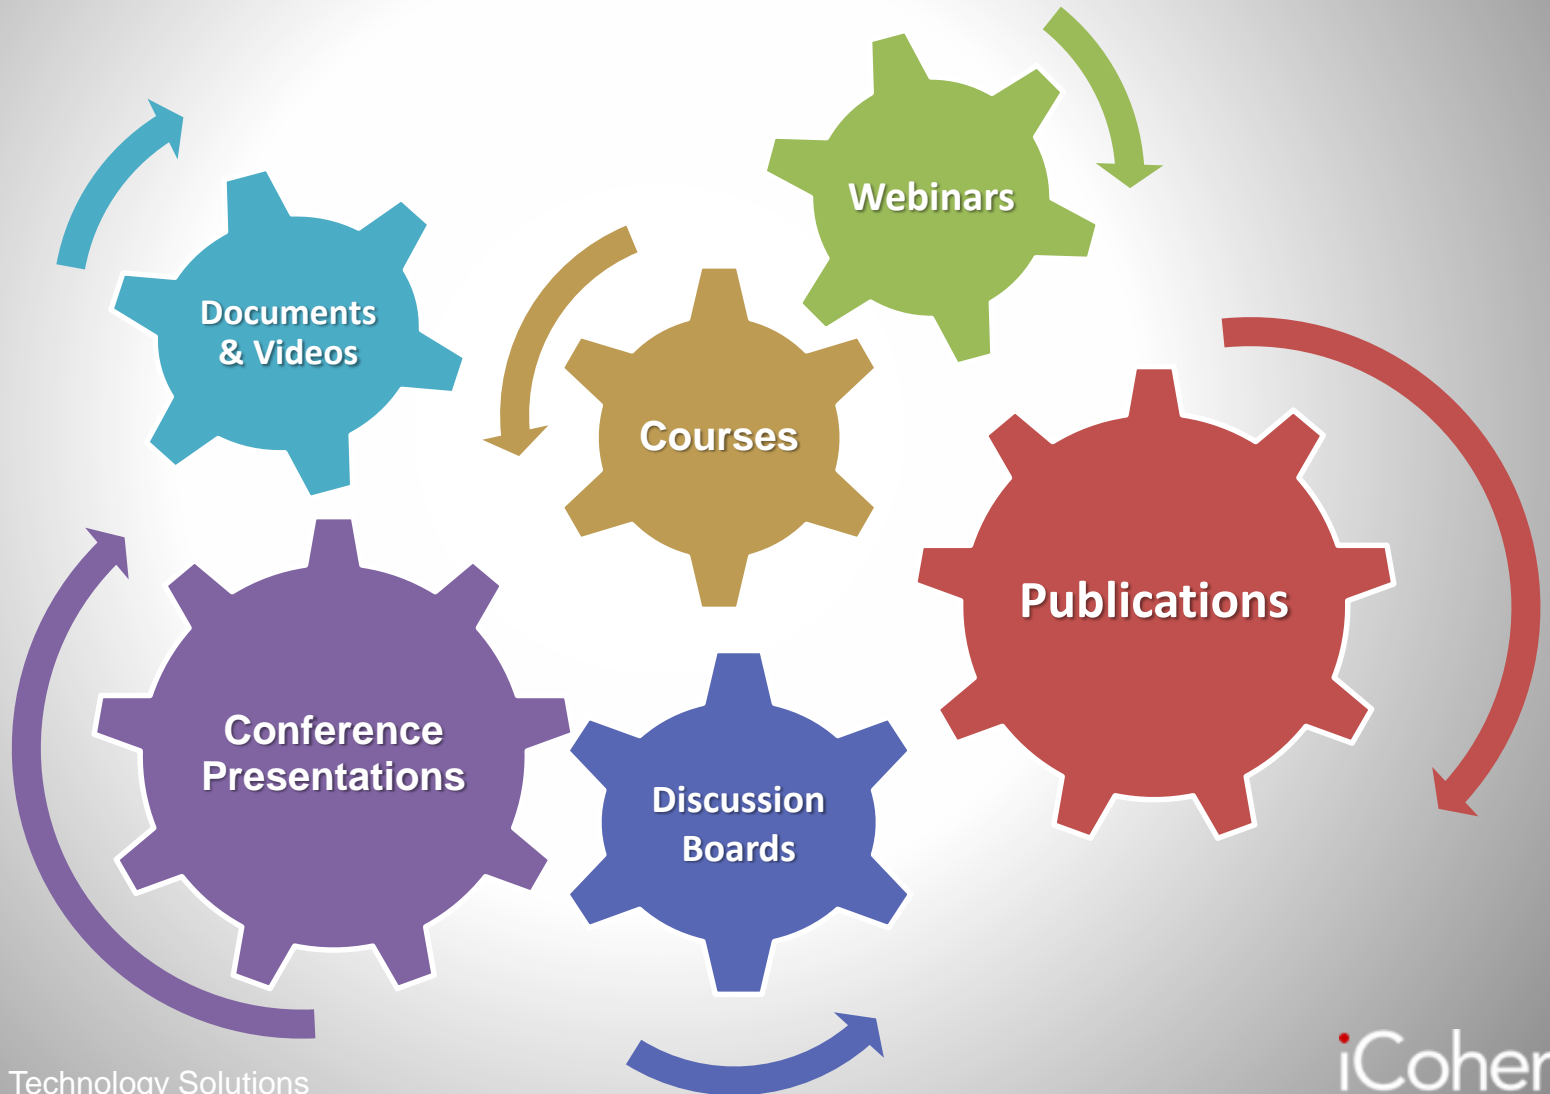 Webinars
Documents
& Videos
Courses
Publications
Conference
Presentations
Discussion
Boards
Technology Solutions
iCoher